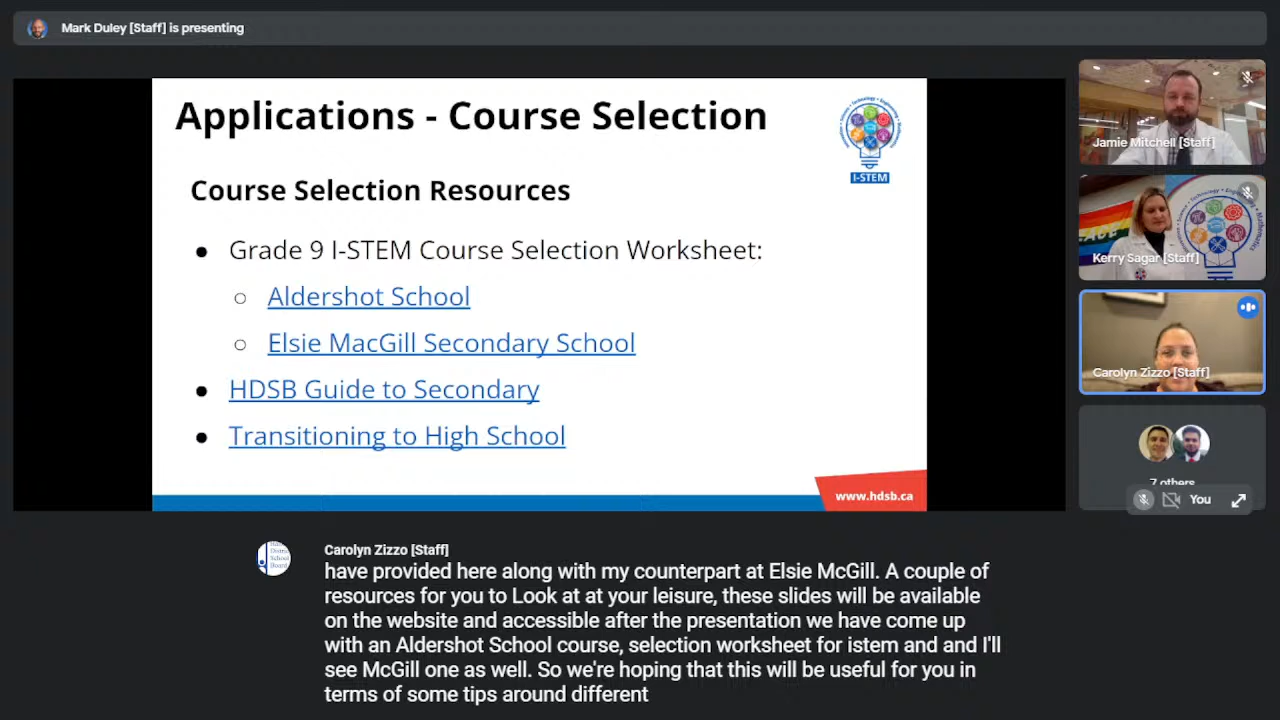 Mark Duley [Staff] is presenting
Applications - Course Selection
I-STEM
Course Selection Resources
● Grade 9 I-STEM Course Selection Worksheet:
○ Aldershot School
○ Elsie MacGill Secondary School
● HDSB Guide to Secondary
● Transitioning to High School
www.hdsb.ca
Jamie Mitchell [Staff]
Kerry Sagar [Staff]
Carolyn Zizzo [Staff]
7 others
You
Carolyn Zizzo [Staff]
have provided here along with my counterpart at Elsie McGill. A couple of
resources for you to Look at at your leisure, these slides will be available
on the website and accessible after the presentation we have come up
with an Aldershot School course, selection worksheet for istem and and I'll
see McGill one as well. So we're hoping that this will be useful for you in
terms of some tips around different